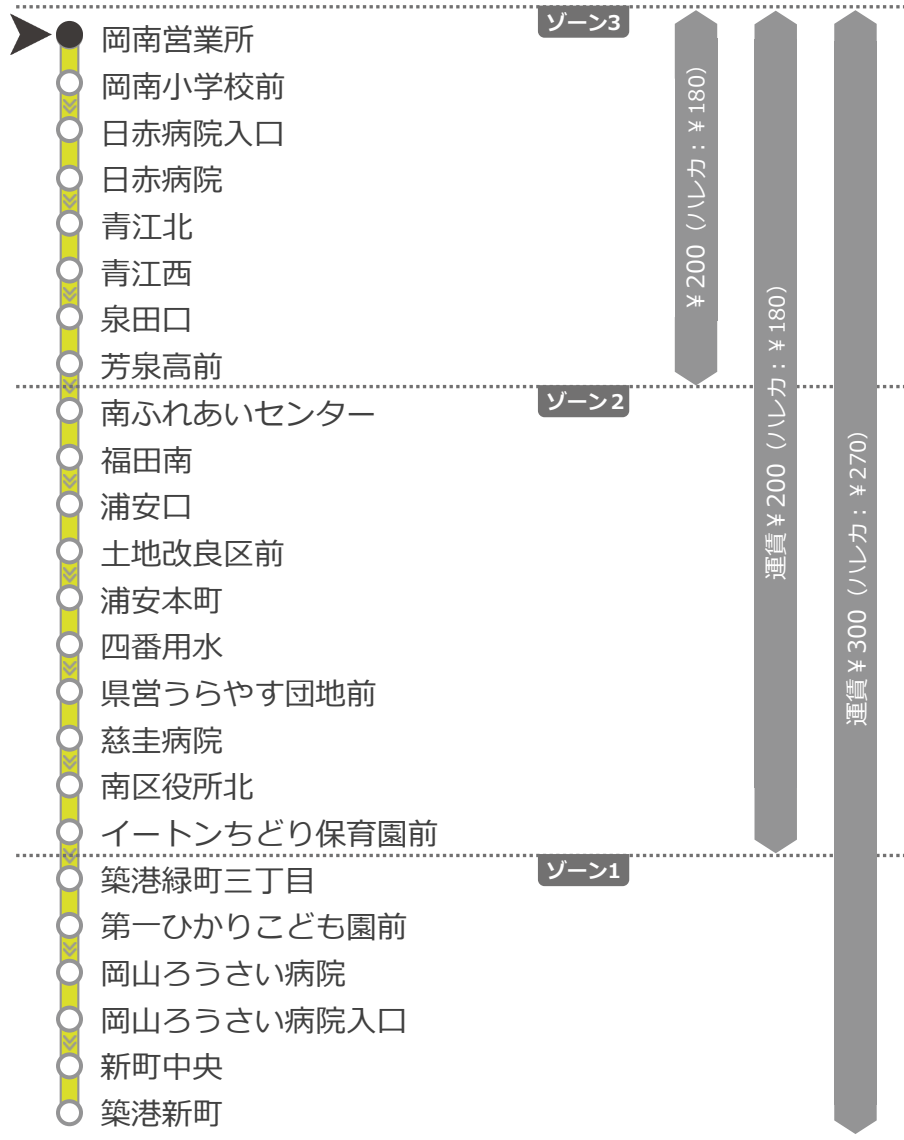 ゾーン3
岡南営業所
岡南小学校前
日赤病院入口
日赤病院
青江北
青江西
泉田口
芳泉高前
¥200（ハレカ：¥180）
ゾーン2
南ふれあいセンター
福田南
浦安口
土地改良区前
浦安本町
四番用水
県営うらやす団地前
慈圭病院
南区役所北
イートンちどり保育園前
運賃¥200（ハレカ：¥180）
ゾーン1
築港緑町三丁目
第一ひかりこども園前
岡山ろうさい病院
岡山ろうさい病院入口
新町中央
築港新町
運賃¥300（ハレカ：¥270）